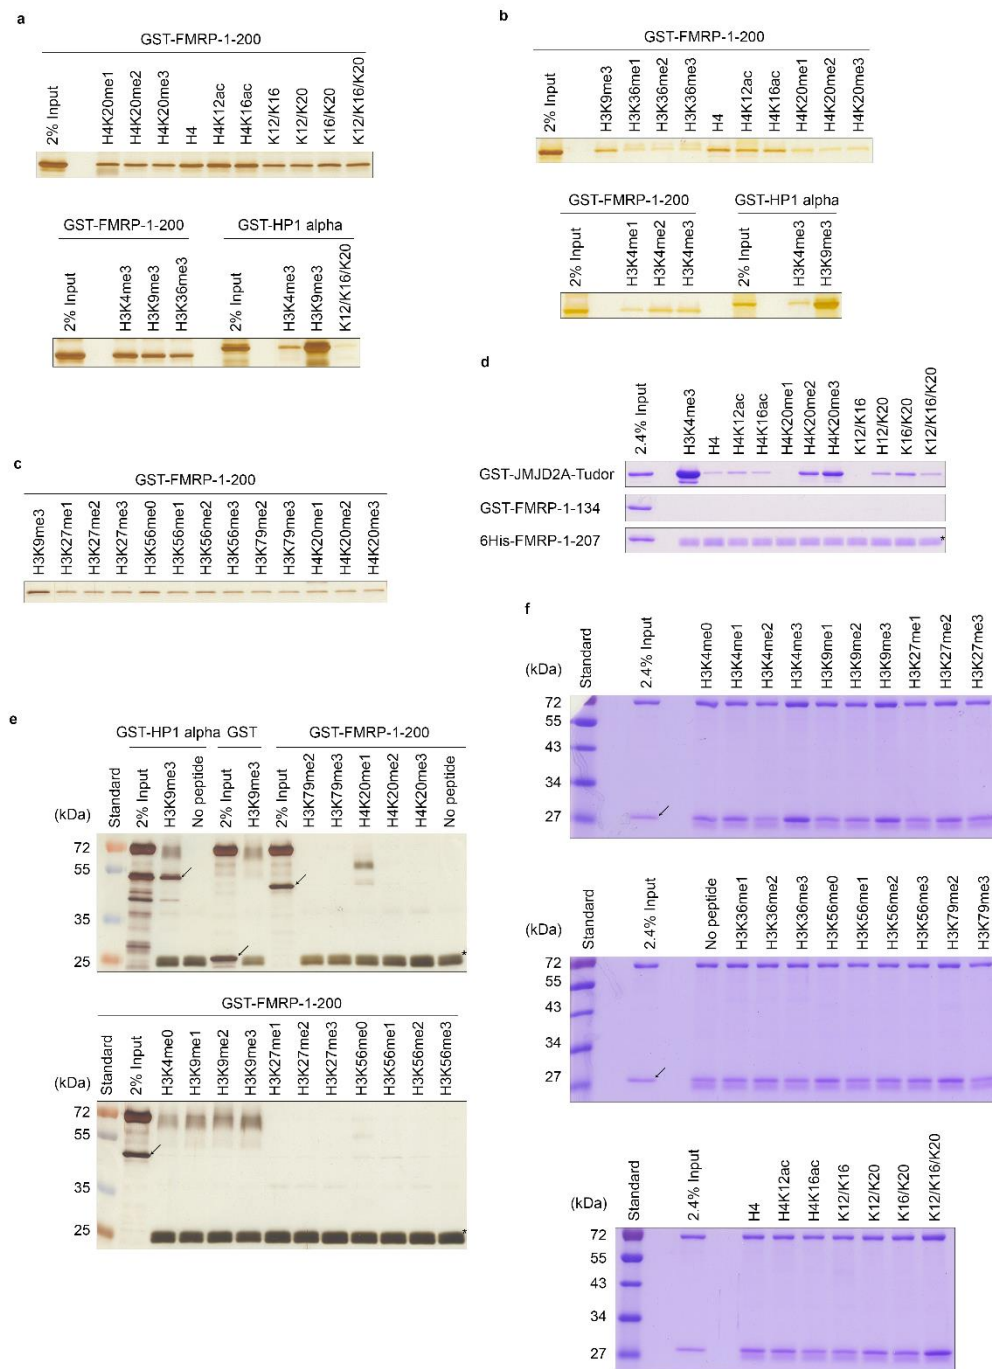 a
GST-FMRP-1-200
2% Input
H4K20me1
H4K20me2
H4K20me3
H4
H4K12ac
H4K16ac
K12/K16
K12/K20
K16/K20
K12/K16/K20
GST-FMRP-1-200
GST-HP1 alpha
2% Input
H3K4me3
H3K9me3
H3K36me3
2% Input
H3K4me3
H3K9me3
K12/K16/K20
b
GST-FMRP-1-200
2% Input
H3K9me3
H3K36me1
H3K36me2
H3K36me3
H4
H4K12ac
H4K16ac
H4K20me1
H4K20me2
H4K20me3
GST-FMRP-1-200
GST-HP1 alpha
2% Input
H3K4me1
H3K4me2
H3K4me3
2% Input
H3K4me3
H3K9me3
c
GST-FMRP-1-200
H3K9me3
H3K27me1
H3K27me2
H3K27me3
H3K56me0
H3K56me1
H3K56me2
H3K79me2
H3K79me3
H4K20me1
H4K20me2
H4K20me3
d
2.4% Input
H3K4me3
H4
H4K12ac
H4K16ac
H4K20me1
H4K20me2
H4K20me3
K12/K16
H12/K20
K16/K20
K12/K16/K20
GST-JMJD2A-Tudor
GST-FMRP-1-134
6His-FMRP-1-207
*
e
GST-HP1 alpha GST GST-FMRP-1-200
(kDa)
Standard
2% Input
H3K9me3
No peptide
2% Input
H3K9me3
2% Input
H3K79me2
H3K79me3
H4K20me1
H4K20me2
H4K20me3
No peptide
72
55
35
25
*
GST-FMRP-1-200
(kDa)
Standard
2% Input
H3K4me0
H3K9me1
H3K9me2
H3K9me3
H3K27me1
H3K27me2
H3K27me3
H3K56me0
H3K56me1
H3K56me2
H3K56me3
72
55
35
25
*
f
(kDa)
Standard
2.4% Input
H3K4me0
H3K4me1
H3K4me2
H3K4me3
H3K9me1
H3K9me2
H3K9me3
H3K27me1
H3K27me2
H3K27me3
72
55
43
34
27
Standard
2.4% Input
No peptide
H3K36me1
H3K36me2
H3K36me3
H3K56me0
H3K56me1
H3K56me2
H3K56me3
H3K79me2
H3K79me3
72
55
43
34
27
(kDa)
Standard
2.4% Input
H4
H4K12ac
H4K16ac
K12/K16
K12/K20
K16/K20
K12/K16/K20
72
55
43
34
27